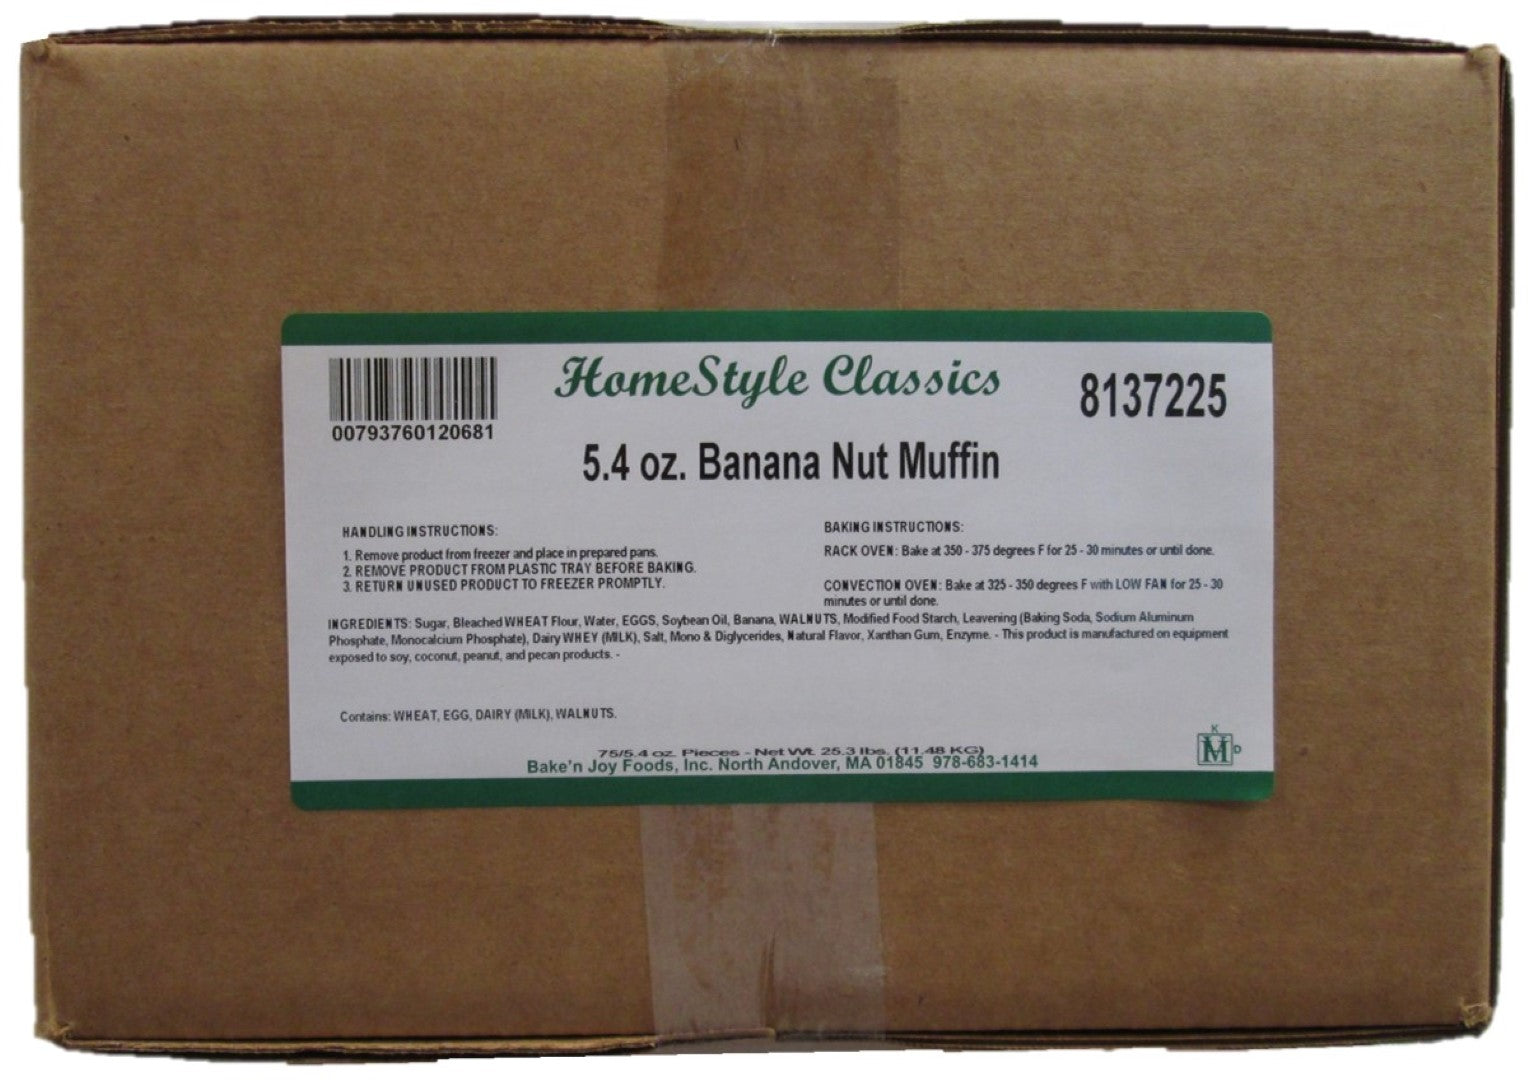 HomeStyle Classics
8137225
00793760120681
5.4 oz. Banana Nut Muffin
HANDLING INSTRUCTIONS:
1. Remove product from freezer and place in prepared pans.
2. REMOVE PRODUCT FROM PLASTIC TRAY BEFORE BAKING.
3. RETURN UNUSED PRODUCT TO FREEZER PROMPTLY.
BAKING INSTRUCTIONS:
RACK OVEN: Bake at 350 - 375 degrees F for 25 - 30 minutes or until done.
CONVECTION OVEN: Bake at 325 - 350 degrees F with LOW FAN for 25 - 30
minutes or until done.
INGREDIENTS: Sugar, Bleached WHEAT Flour, Water, EGGS, Soybean Oil, Banana, WALNUTS, Modified Food Starch, Leavening (Baking Soda, Sodium Aluminum
Phosphate, Monocalcium Phosphate), Dairy WHEY (MILK), Salt, Mono & Diglycerides, Natural Flavor, Xanthan Gum, Enzyme. - This product is manufactured on equipment
exposed to soy, coconut, peanut, and pecan products. -
Contains: WHEAT, EGG, DAIRY (MILK), WALNUTS.
75/5.4 oz. Pieces - Net Wt. 25.3 lbs. (11.48 KG)
Bake'n Joy Foods, Inc. North Andover, MA 01845 978-683-1414
K
M
D